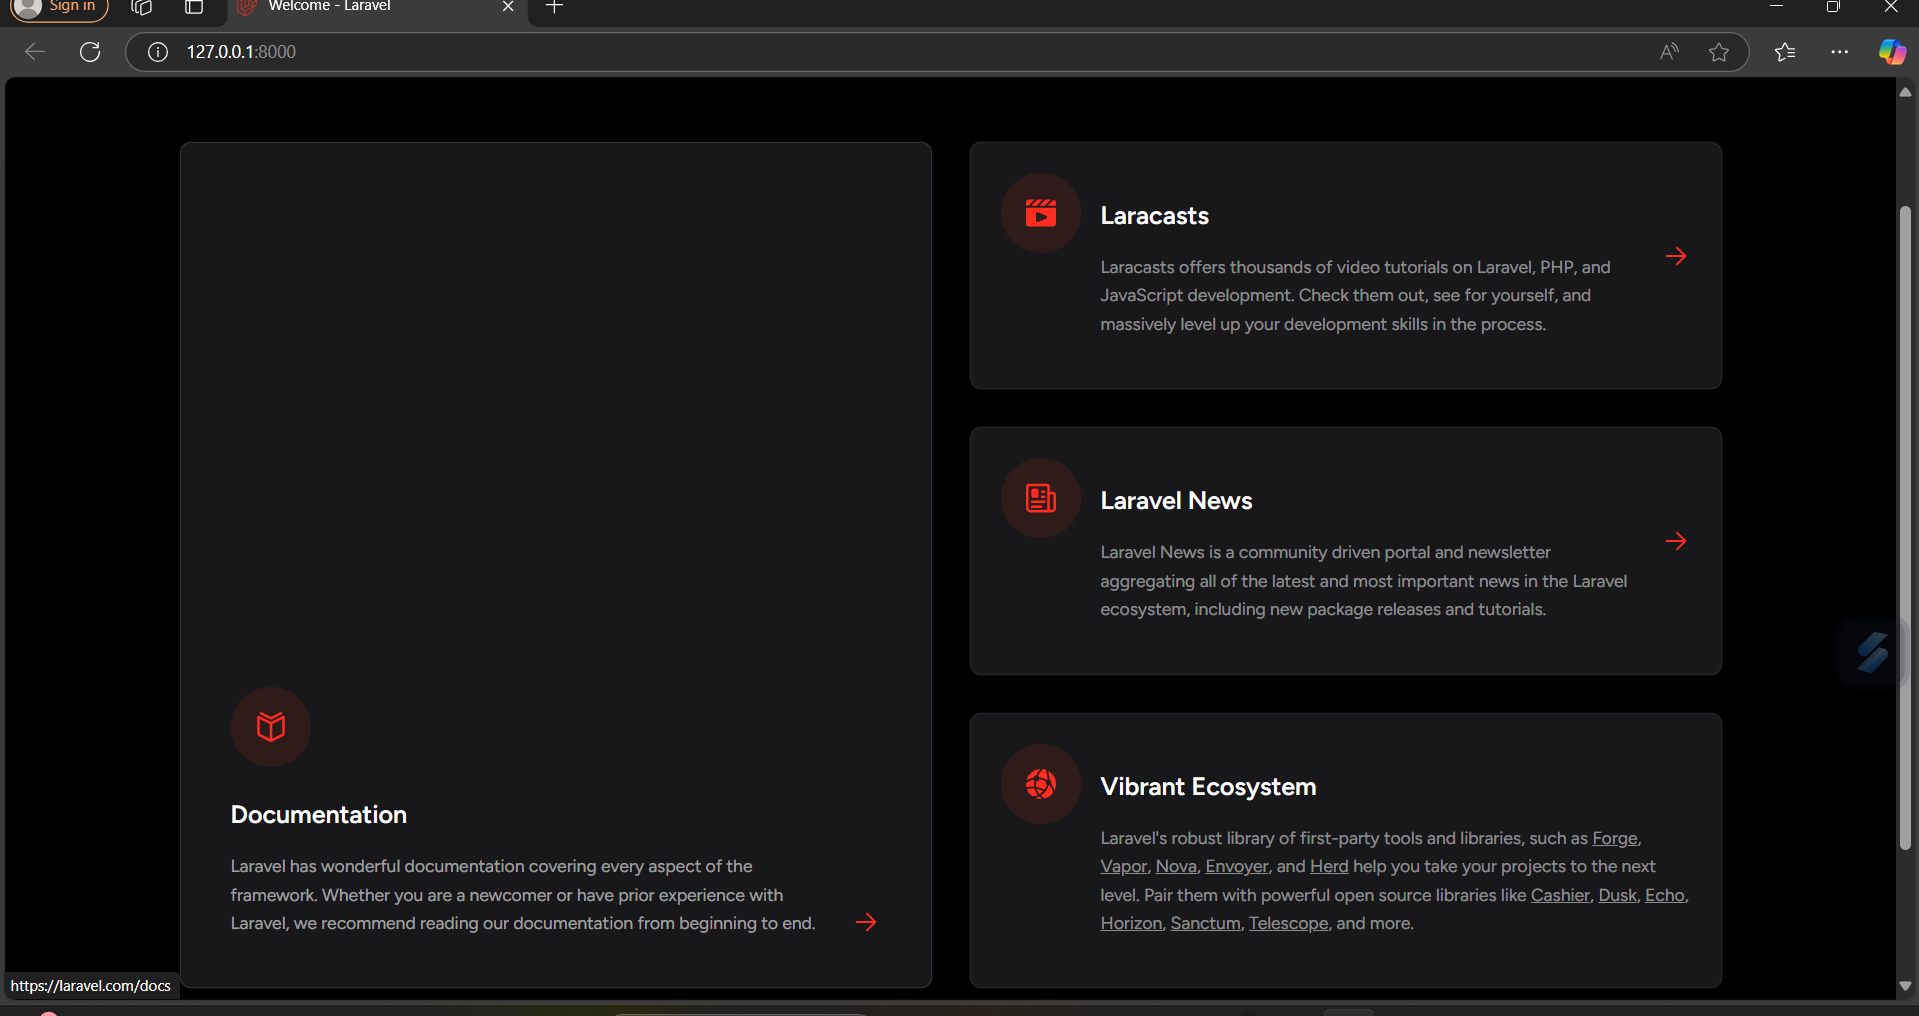 Sign in
Welcome - Laravel
127.0.0.1:8000
Laracasts
Laracasts offers thousands of video tutorials on Laravel, PHP, and
JavaScript development. Check them out, see for yourself, and
massively level up your development skills in the process.
Laravel News
Laravel News is a community driven portal and newsletter
aggregating all of the latest and most important news in the Laravel
ecosystem, including new package releases and tutorials.
Documentation
Laravel has wonderful documentation covering every aspect of the
framework. Whether you are a newcomer or have prior experience with
Laravel, we recommend reading our documentation from beginning to end.
Vibrant Ecosystem
Laravel's robust library of first-party tools and libraries, such as Forge,
Vapor, Nova, Envoyer, and Herd help you take your projects to the next
level. Pair them with powerful open source libraries like Cashier, Dusk, Echo,
Horizon, Sanctum, Telescope, and more.
https://laravel.com/docs